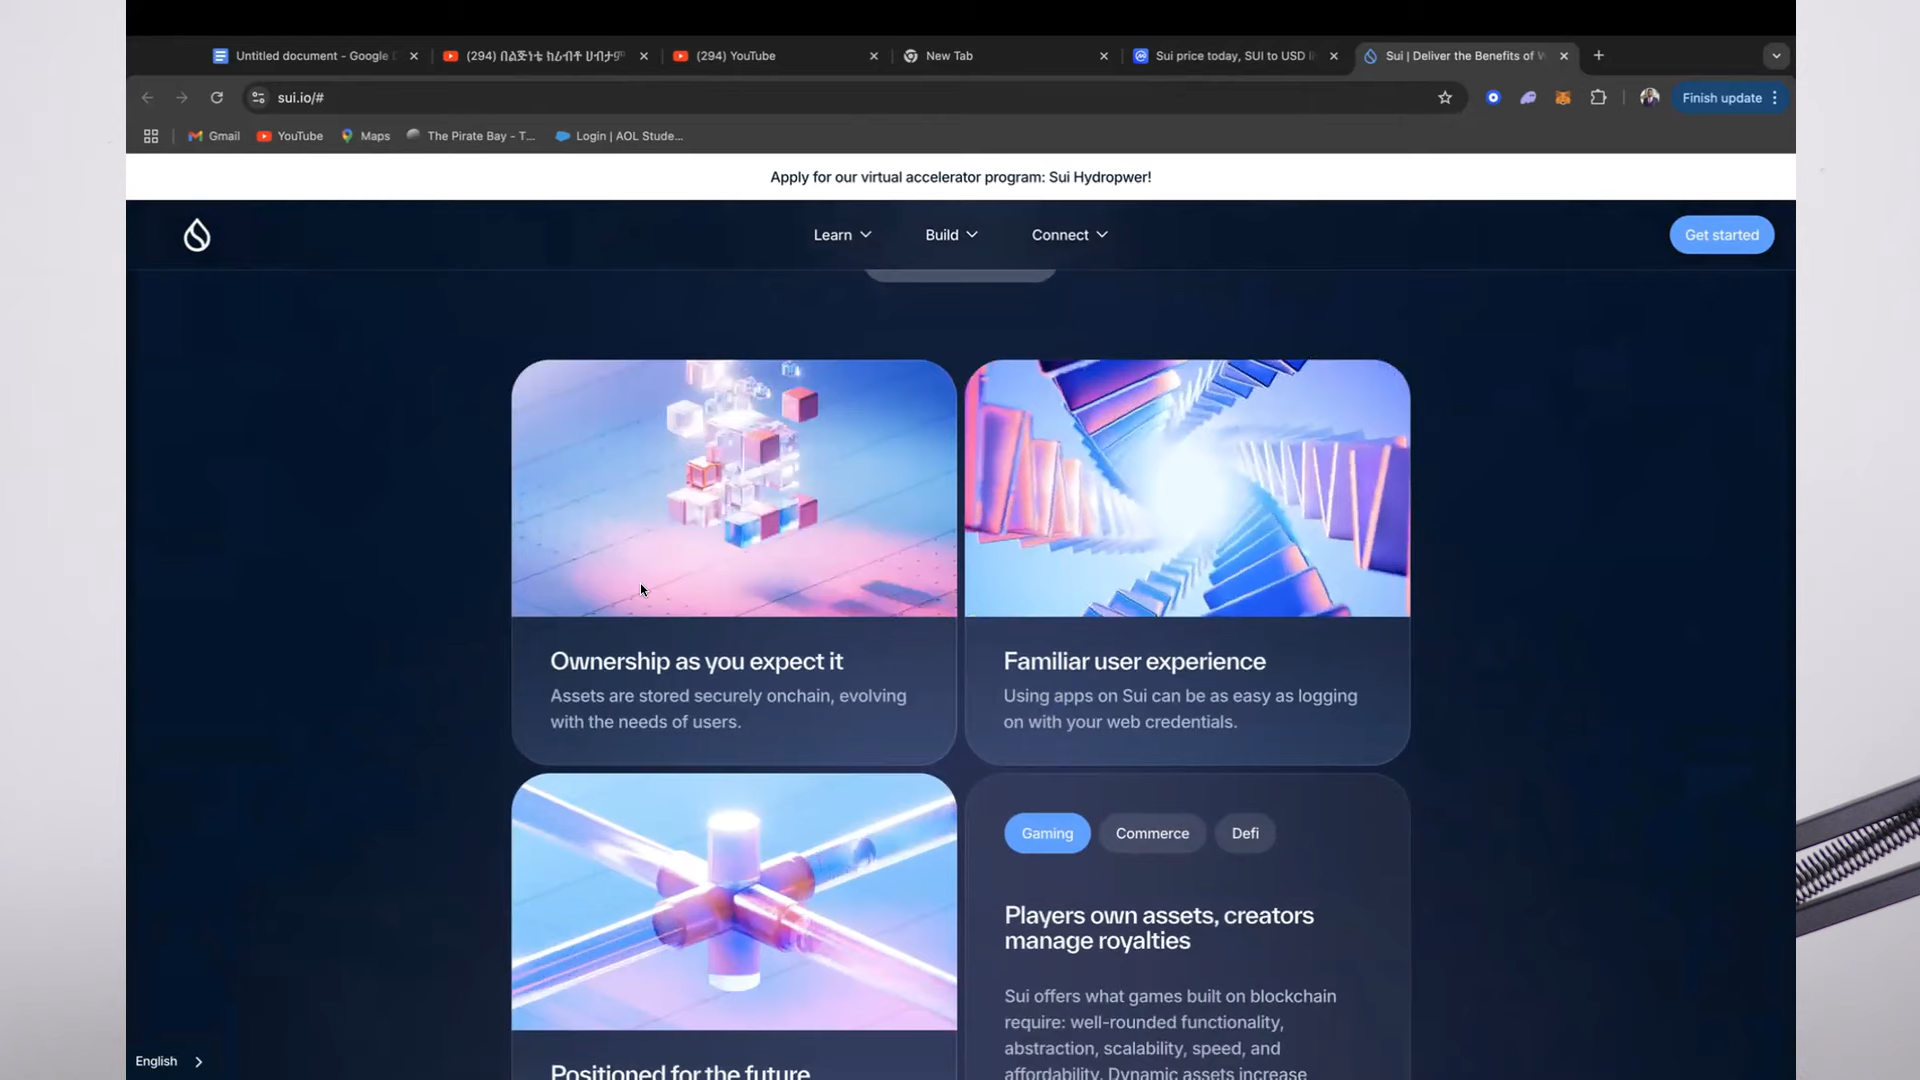 Untitled document - Google D
(294) በልጅነቴ ከራብቶ ሀብታም
(294) YouTube
New Tab
Sui price today, SUI to USD li
Sui | Deliver the Benefits of W
sui.io/#
Finish update
Gmail
YouTube
Maps
The Pirate Bay - T...
Login | AOL Stude...
Apply for our virtual accelerator program: Sui Hydropwer!
Learn
Build
Connect
Get started
Ownership as you expect it
Assets are stored securely onchain, evolving
with the needs of users.
Familiar user experience
Using apps on Sui can be as easy as logging
on with your web credentials.
Positioned for the future
Gaming
Commerce
Defi
Players own assets, creators
manage royalties
Sui offers what games built on blockchain
require: well-rounded functionality,
abstraction, scalability, speed, and
affordability. Dynamic assets increase
English